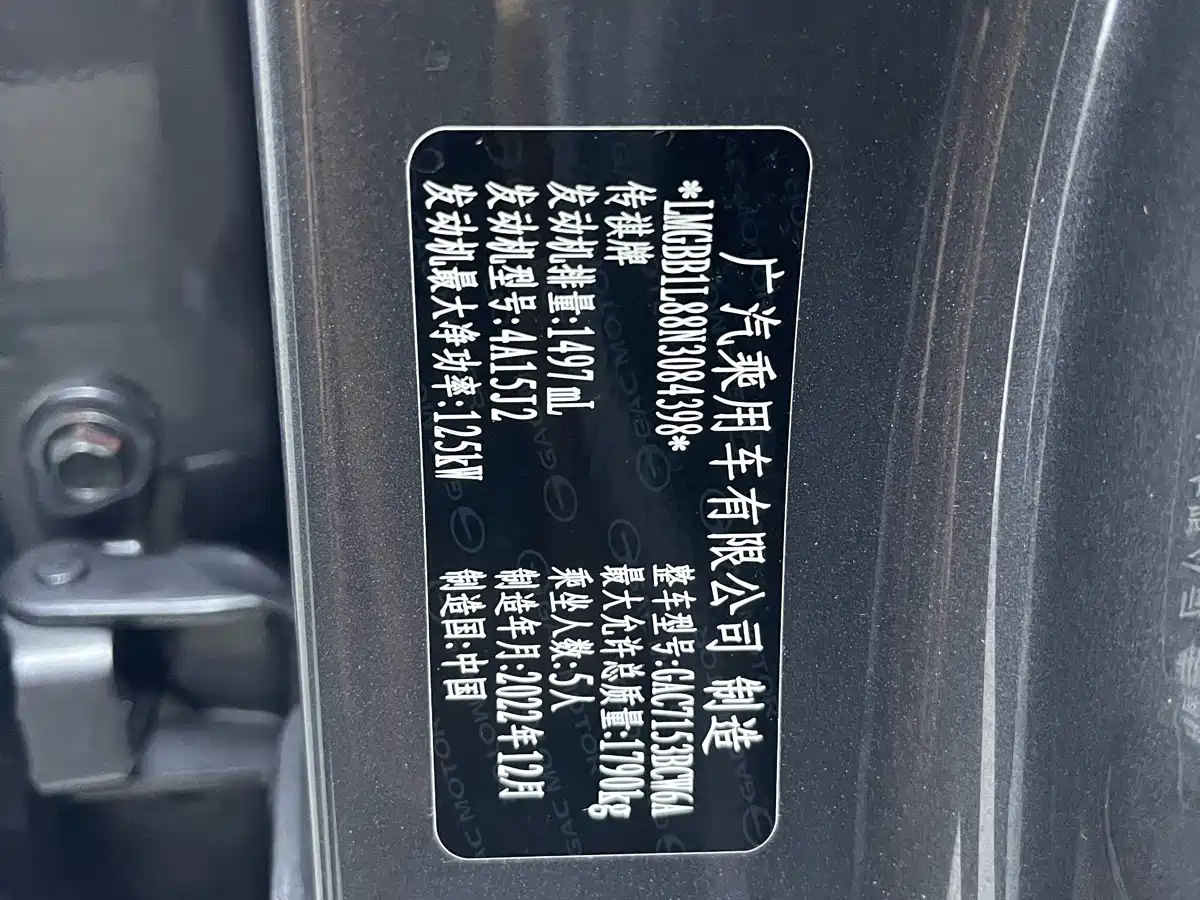 广汽乘用车有限公司 制造
*LMGBB1L88N3084398* 整车型号:GAC7153BCW6A
传祺牌 最大允许总质量:1790kg
发动机排量:1497mL 乘坐人数:5人
发动机型号:4A15J2 制造年月:2022年12月
发动机最大净功率:125kW 制造国:中国
GAC MOTOR